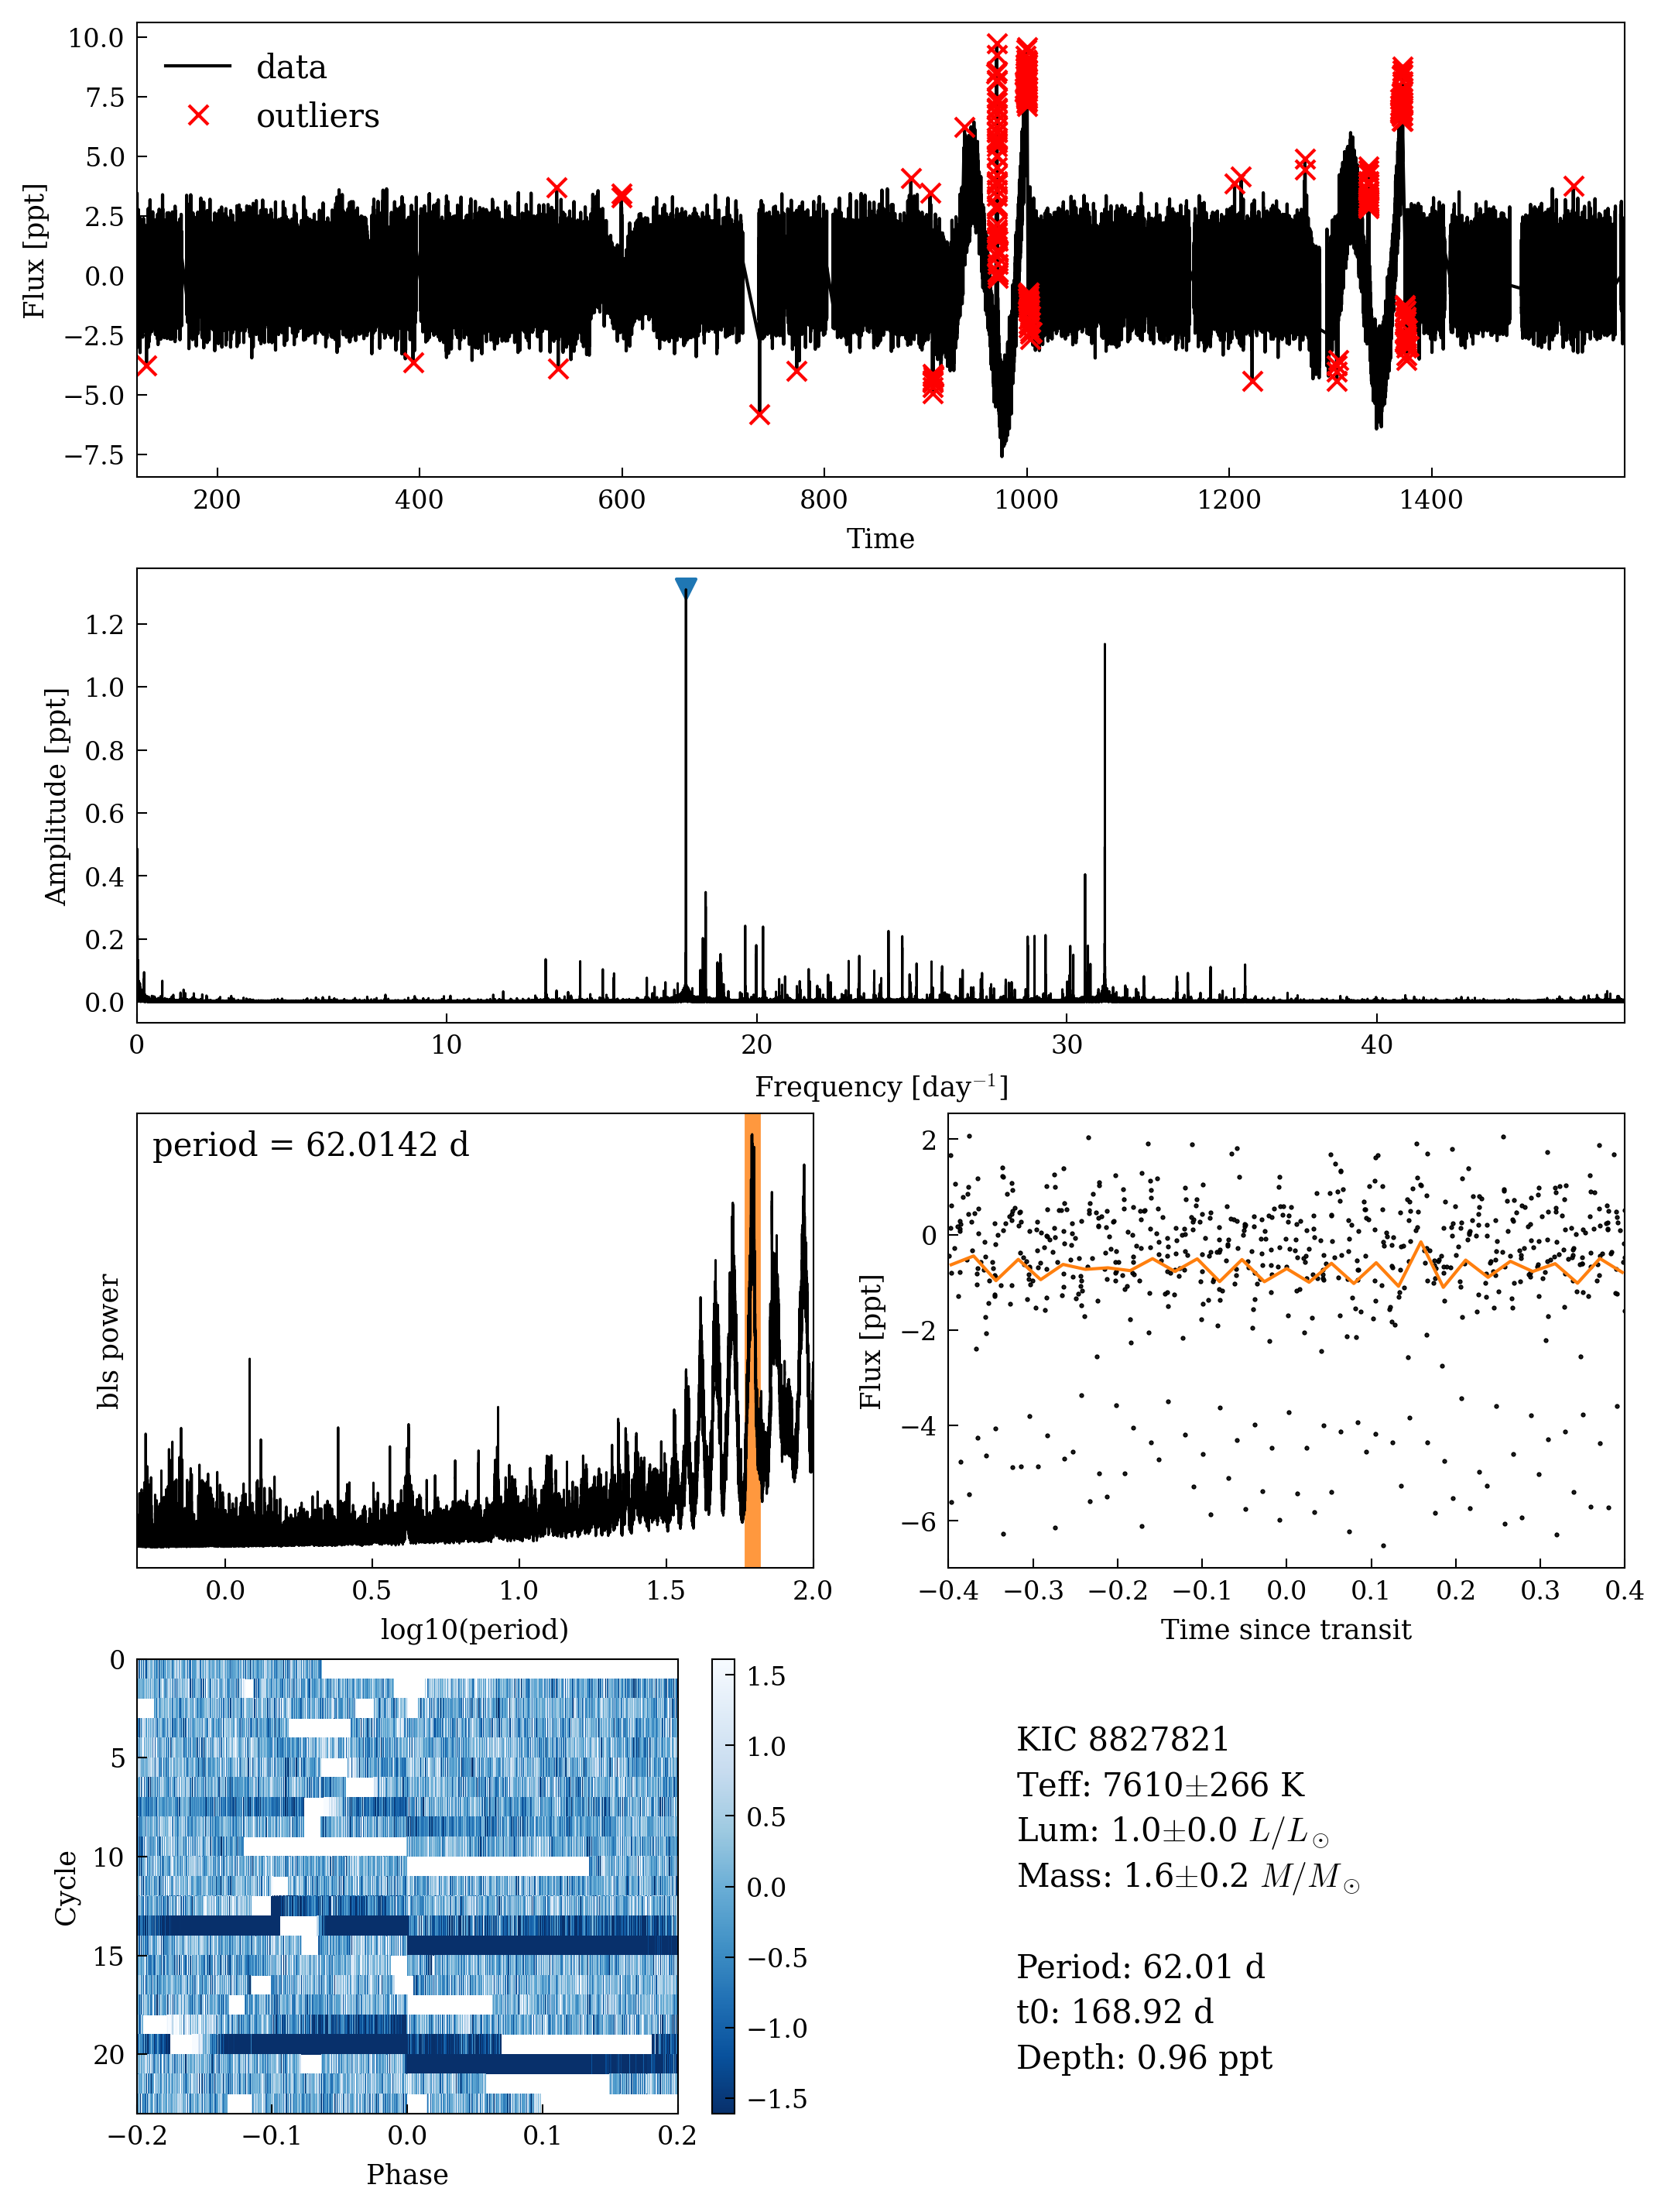 10.0
7.5
5.0
2.5
0.0
−2.5
−5.0
−7.5
Flux [ppt]
data
outliers
200 400 600 800 1000 1200 1400
Time
1.2
1.0
0.8
0.6
0.4
0.2
0.0
Amplitude [ppt]
0 10 20 30 40
Frequency [day⁻¹]
period = 62.0142 d
bls power
0.0 0.5 1.0 1.5 2.0
log10(period)
2
0
−2
−4
−6
Flux [ppt]
−0.4 −0.3 −0.2 −0.1 0.0 0.1 0.2 0.3 0.4
Time since transit
0
5
10
15
20
Cycle
−0.2 −0.1 0.0 0.1 0.2
Phase
1.5
1.0
0.5
0.0
−0.5
−1.0
−1.5
KIC 8827821
Teff: 7610±266 K
Lum: 1.0±0.0 L/L⊙
Mass: 1.6±0.2 M/M⊙
Period: 62.01 d
t0: 168.92 d
Depth: 0.96 ppt